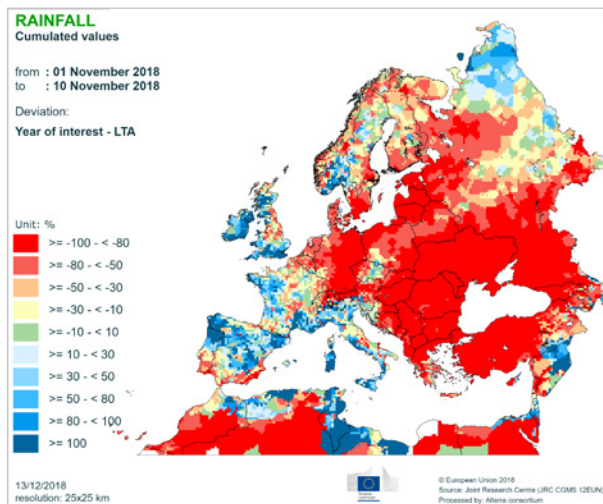 RAINFALL
Cumulated values
from : 01 November 2018
to : 10 November 2018
Deviation:
Year of interest - LTA
Unit: %
>= -100 - < -80
>= -80 - < -50
>= -50 - < -30
>= -30 - < -10
>= -10 - < 10
>= 10 - < 30
>= 30 - < 50
>= 50 - < 80
>= 80 - < 100
>= 100
13/12/2018
resolution: 25x25 km
© European Union 2018
Source: Joint Research Centre (JRC CGMS 12EUN)
Processed by: Alterra consortium